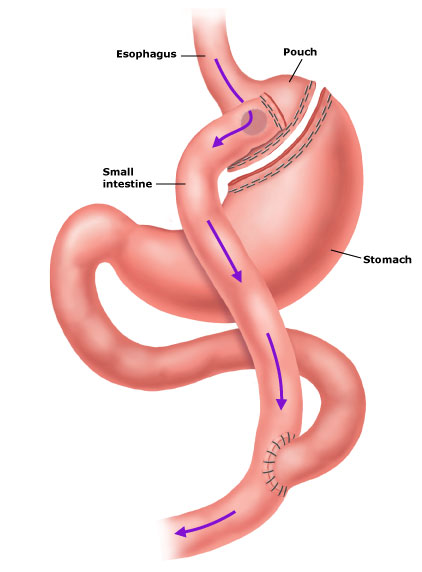 Esophagus
Pouch
Small
intestine
Stomach